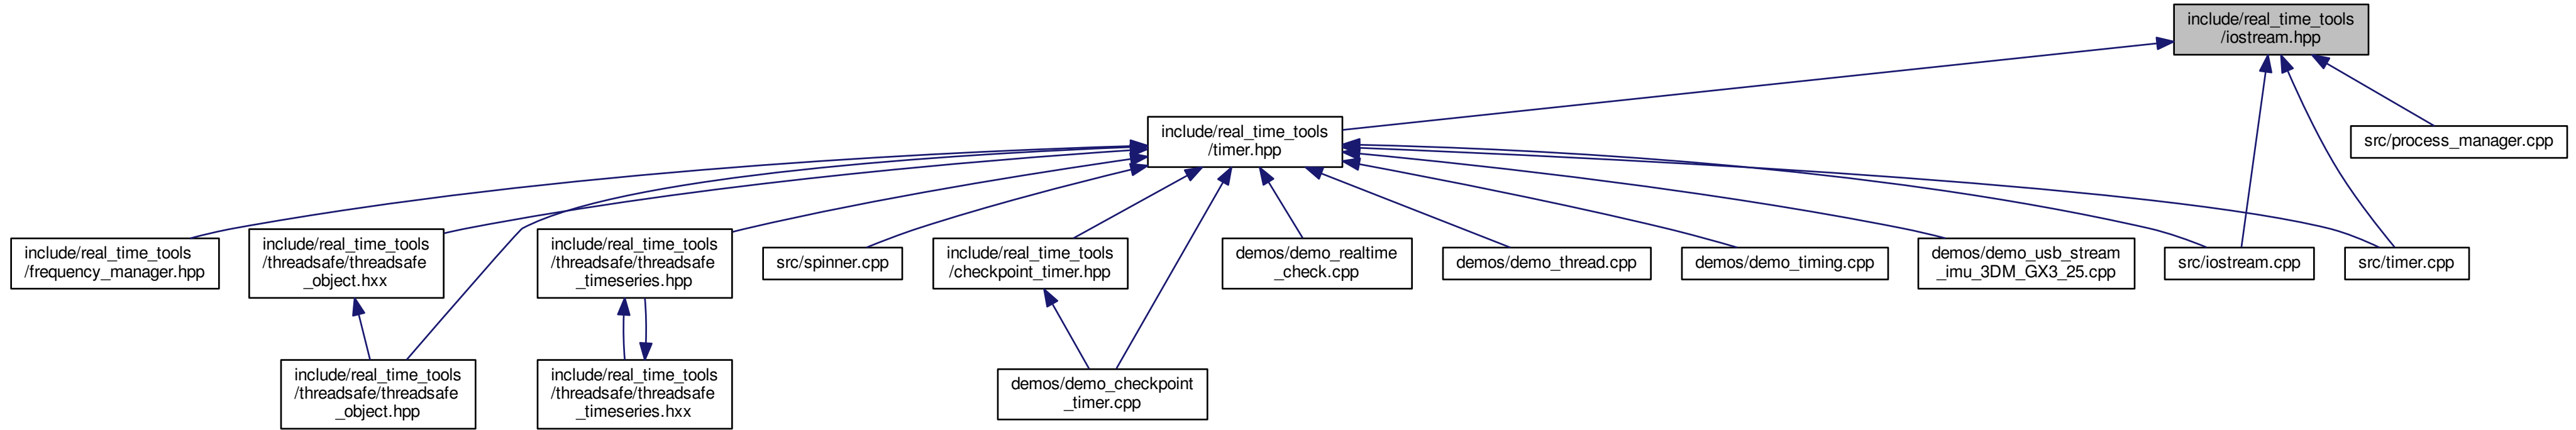 include/real_time_tools
/iostream.hpp
include/real_time_tools
/timer.hpp
src/process_manager.cpp
include/real_time_tools
/frequency_manager.hpp
include/real_time_tools
/threadsafe/threadsafe
_object.hxx
include/real_time_tools
/threadsafe/threadsafe
_timeseries.hpp
src/spinner.cpp
include/real_time_tools
/checkpoint_timer.hpp
demos/demo_realtime
_check.cpp
demos/demo_thread.cpp
demos/demo_timing.cpp
demos/demo_usb_stream
_imu_3DM_GX3_25.cpp
src/iostream.cpp
src/timer.cpp
include/real_time_tools
/threadsafe/threadsafe
_object.hpp
include/real_time_tools
/threadsafe/threadsafe
_timeseries.hxx
demos/demo_checkpoint
_timer.cpp